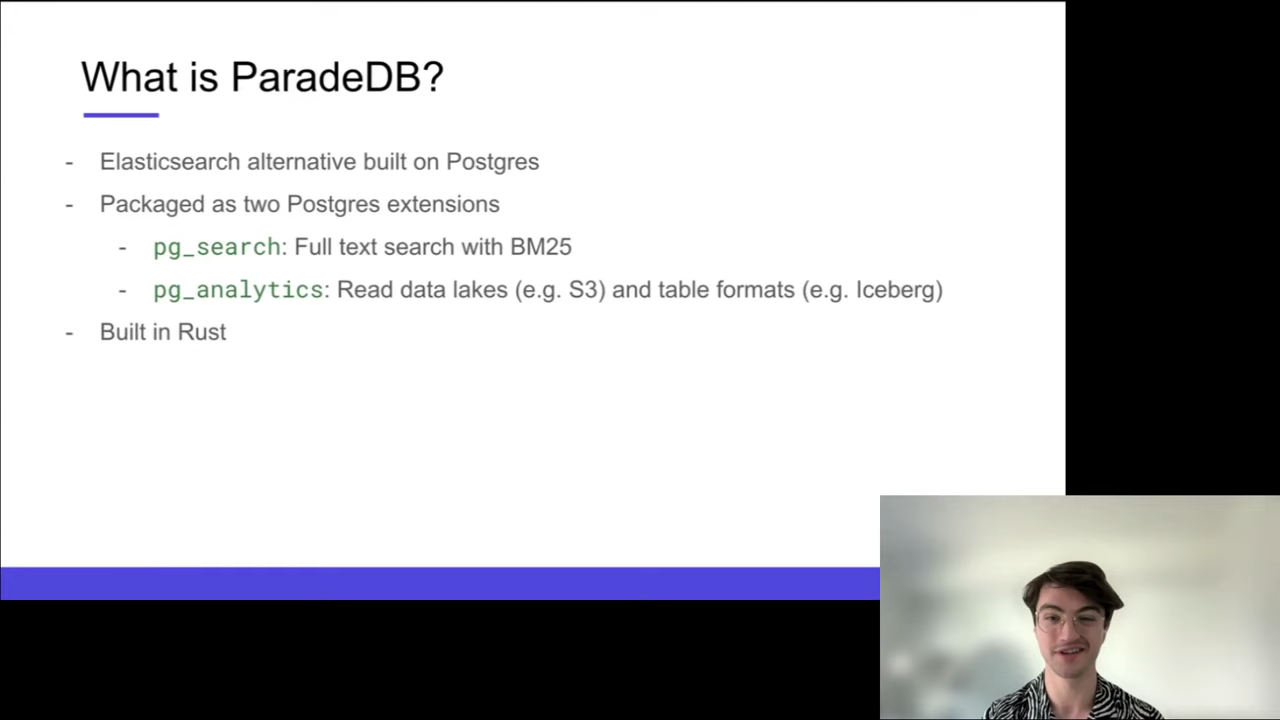 What is ParadeDB?
- Elasticsearch alternative built on Postgres
- Packaged as two Postgres extensions
- pg_search: Full text search with BM25
- pg_analytics: Read data lakes (e.g. S3) and table formats (e.g. Iceberg)
- Built in Rust